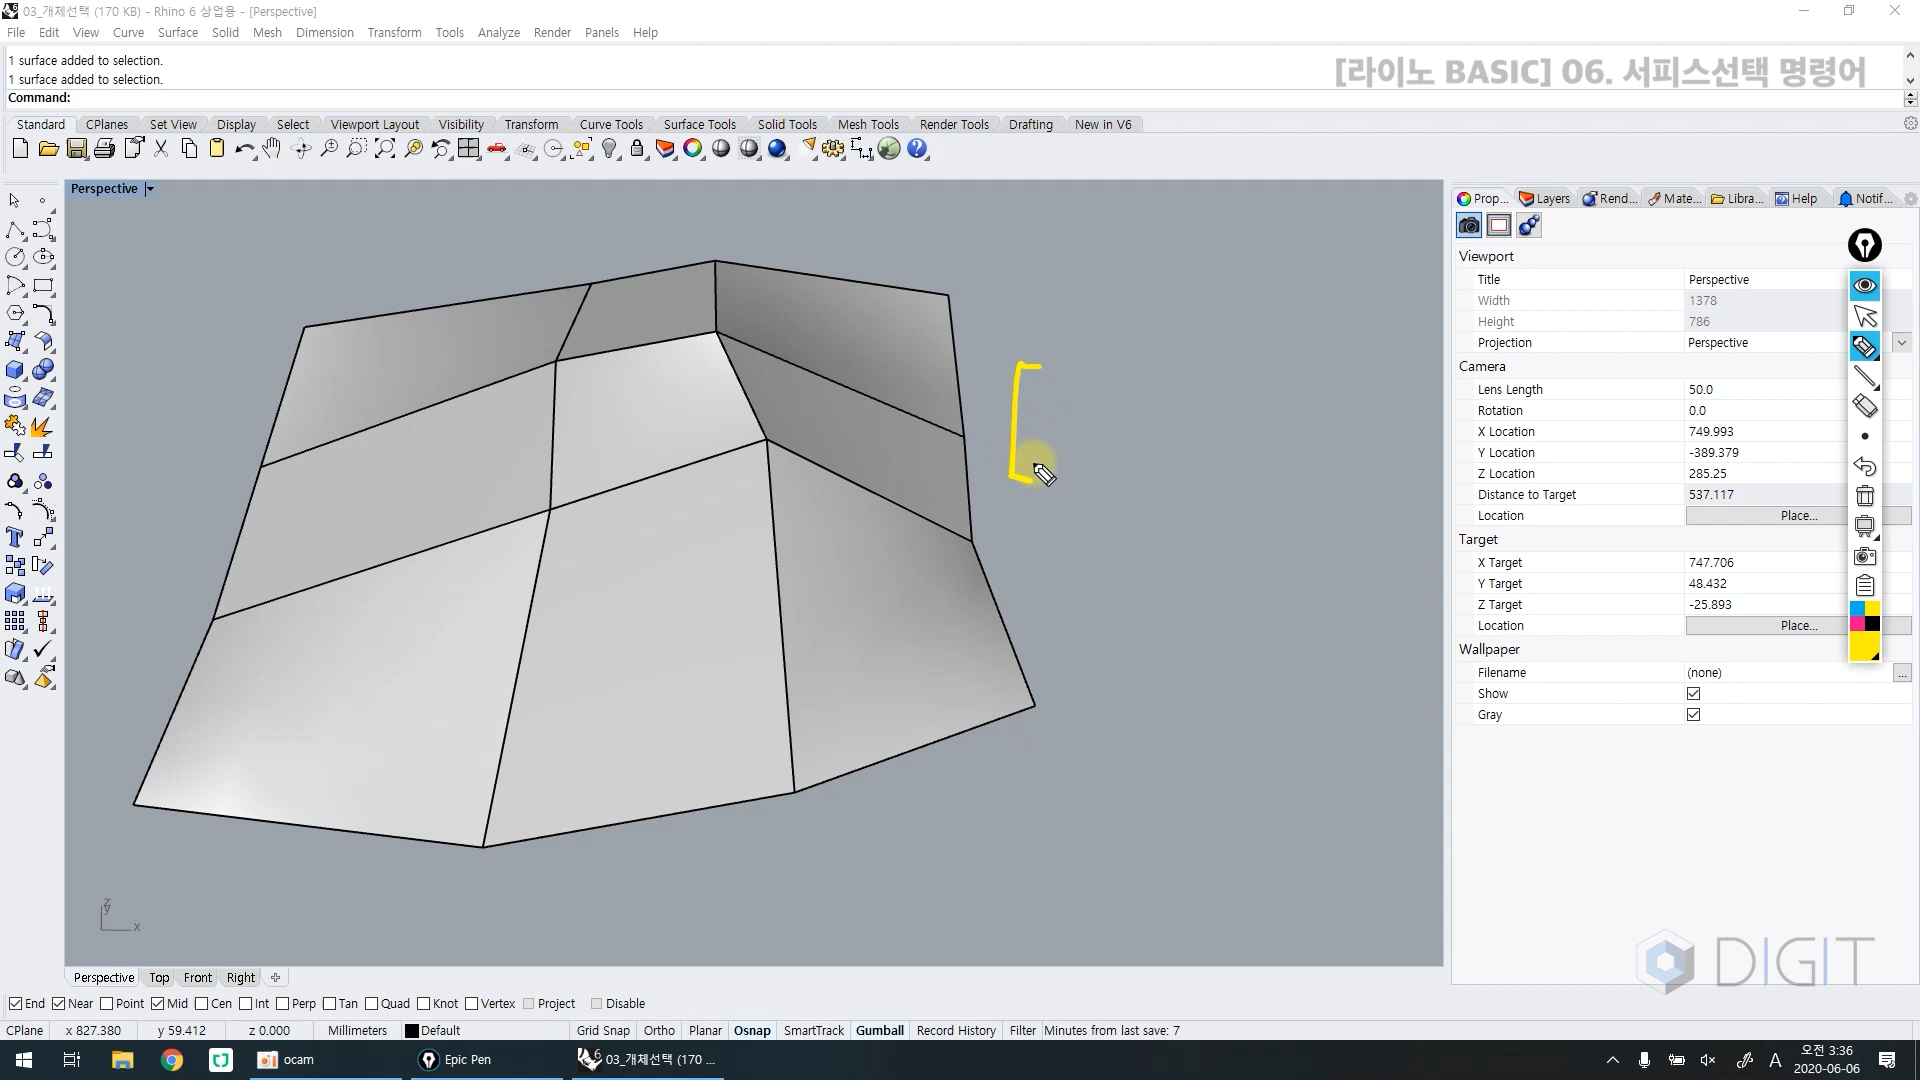 03_개체선택 (170 KB) - Rhino 6 상업용 - [Perspective]
File Edit View Curve Surface Solid Mesh Dimension Transform Tools Analyze Render Panels Help
1 surface added to selection.
1 surface added to selection.
Command:
[라이노 BASIC] 06. 서피스선택 명령어
Standard CPlanes Set View Display Select Viewport Layout Visibility Transform Curve Tools Surface Tools Solid Tools Mesh Tools Render Tools Drafting New in V6
Perspective
Prop... Layers Rend... Mate... Libra... Help Notif...
Viewport
Title Perspective
Width 1378
Height 786
Projection Perspective
Camera
Lens Length 50.0
Rotation 0.0
X Location 749.993
Y Location -389.379
Z Location 285.25
Distance to Target 537.117
Location Place...
Target
X Target 747.706
Y Target 48.432
Z Target -25.893
Location Place...
Wallpaper
Filename (none) ...
Show
Gray
z
y
x
DIGIT
Perspective Top Front Right
End Near Point Mid Cen Int Perp Tan Quad Knot Vertex Project Disable
CPlane x 827.380 y 59.412 z 0.000 Millimeters Default Grid Snap Ortho Planar Osnap SmartTrack Gumball Record History Filter Minutes from last save: 7
ocam Epic Pen 03_개체선택 (170 ... A 오전 3:36
2020-06-06